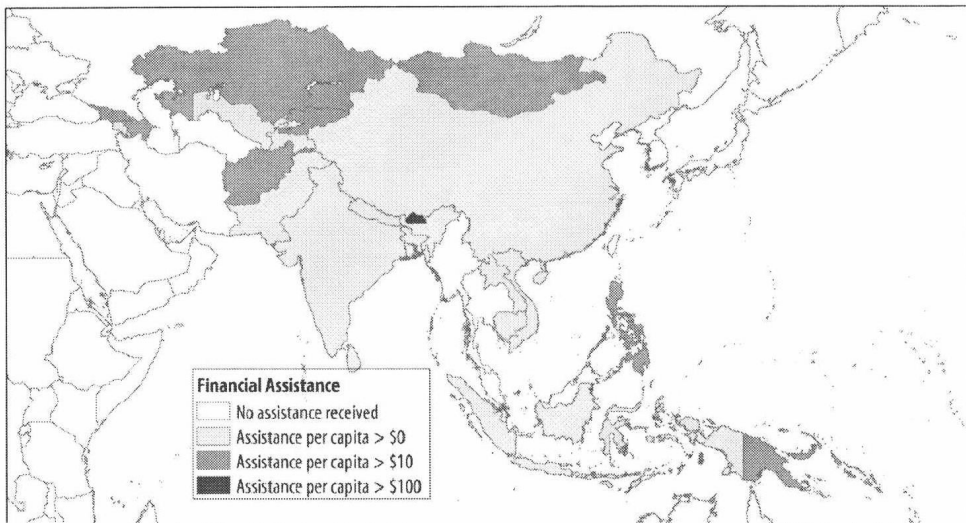 Financial Assistance
No assistance received
Assistance per capita > $0
Assistance per capita > $10
Assistance per capita > $100